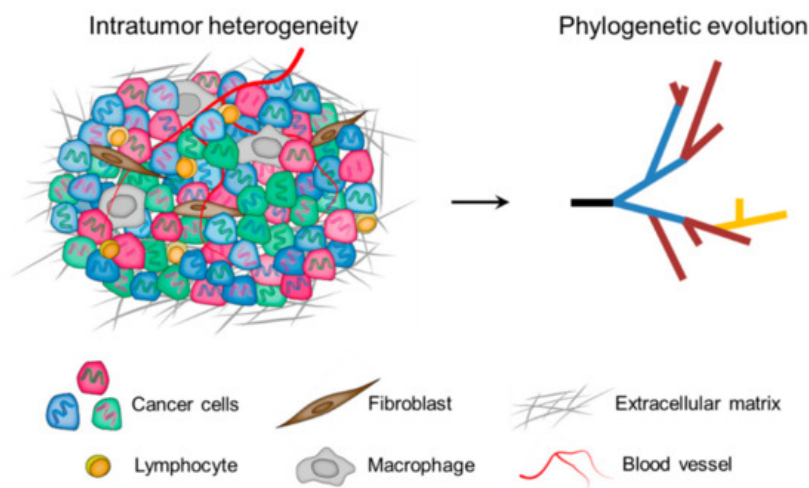 Intratumor heterogeneity
Phylogenetic evolution
Cancer cells
Fibroblast
Extracellular matrix
Lymphocyte
Macrophage
Blood vessel